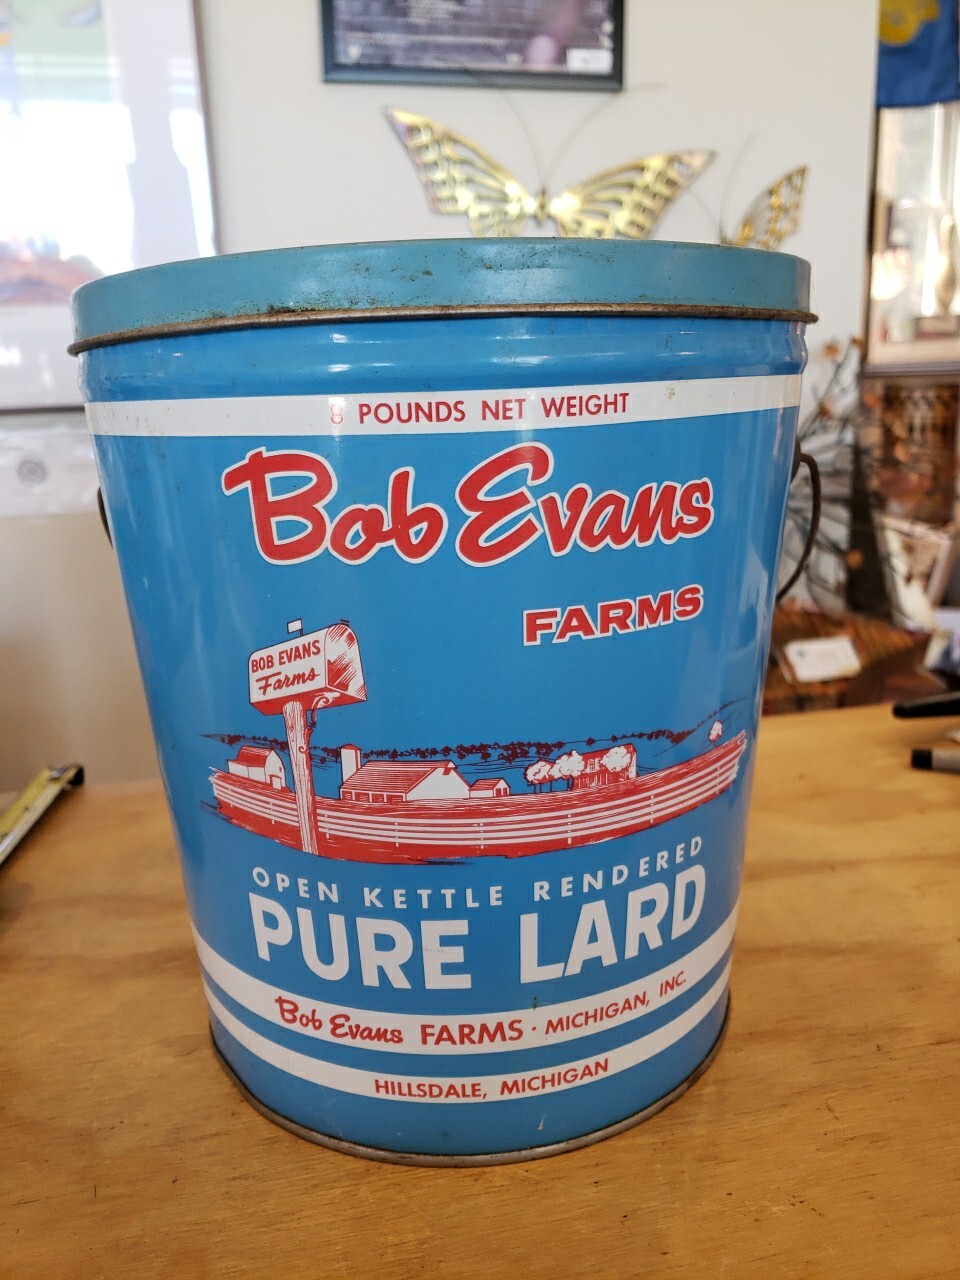 8 POUNDS NET WEIGHT
Bob Evans
FARMS
BOB EVANS
Farms
OPEN KETTLE RENDERED
PURE LARD
Bob Evans FARMS · MICHIGAN, INC.
HILLSDALE, MICHIGAN